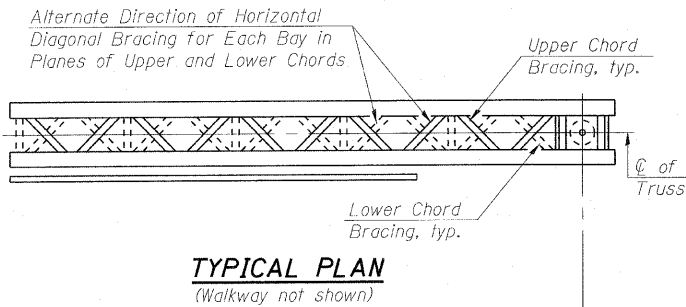 Alternate Direction of Horizontal
Diagonal Bracing for Each Bay in
Planes of Upper and Lower Chords
Upper Chord
Bracing, typ.
℄ of
Truss
Lower Chord
Bracing, typ.
TYPICAL PLAN
(Walkway not shown)